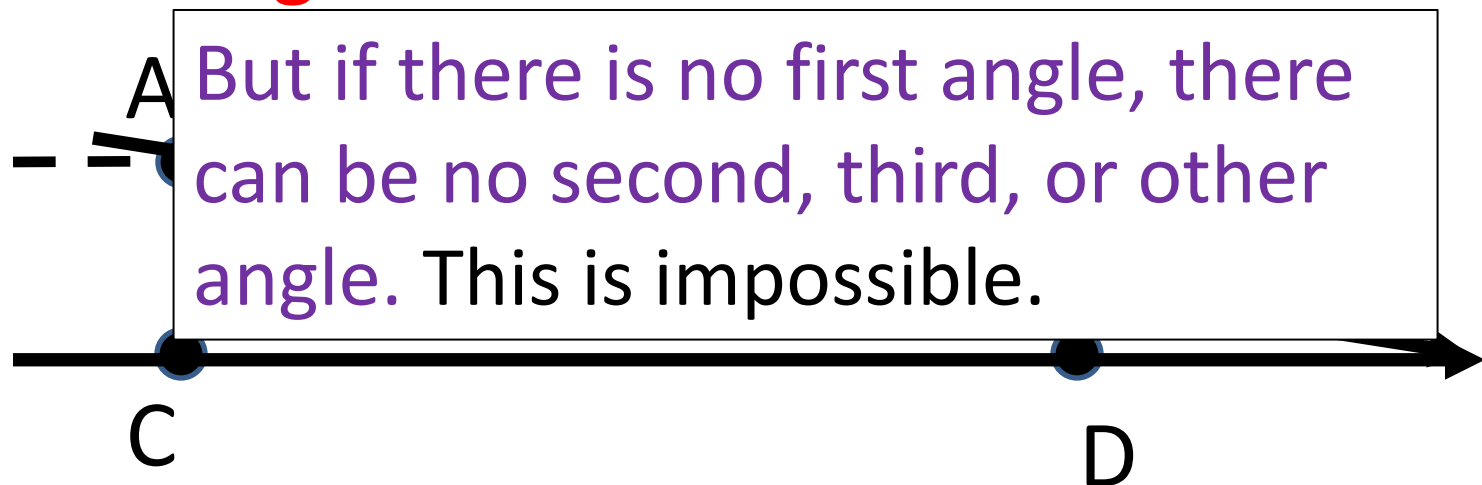 A
But if there is no first angle, there
can be no second, third, or other
angle. This is impossible.
C
D